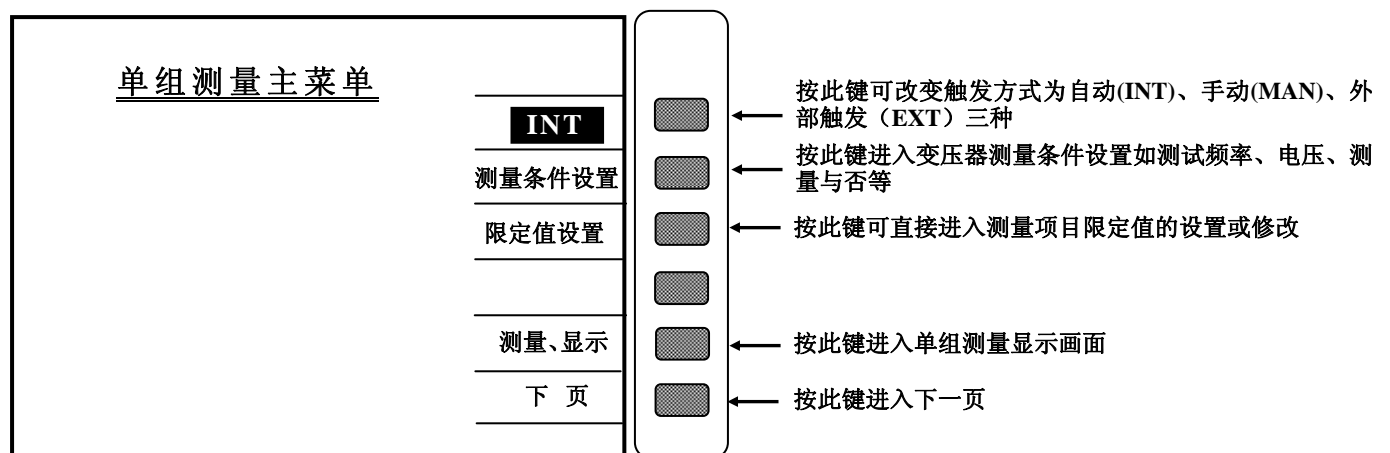 单组测量主菜单
INT
测量条件设置
限定值设置
测量、显示
下 页
按此键可改变触发方式为自动(INT)、手动(MAN)、外
部触发（EXT）三种
按此键进入变压器测量条件设置如测试频率、电压、测
量与否等
按此键可直接进入测量项目限定值的设置或修改
按此键进入单组测量显示画面
按此键进入下一页